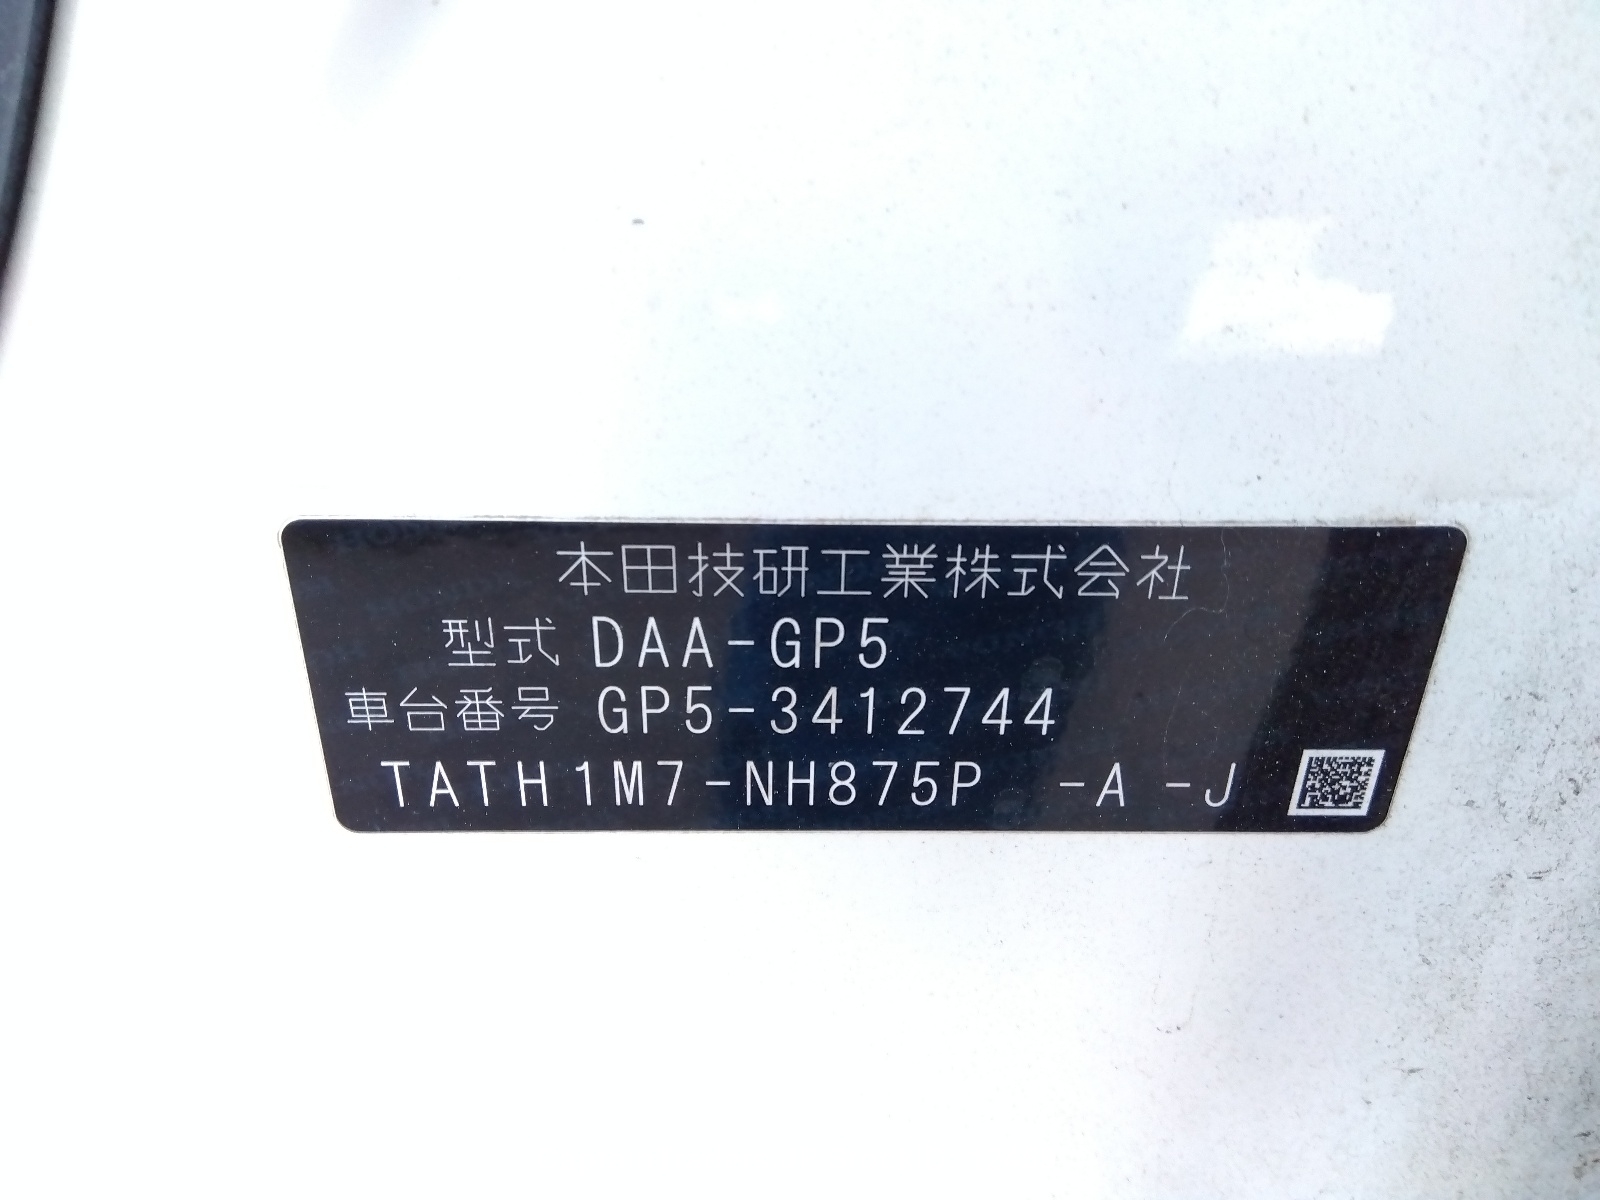 本田技研工業株式会社
型式 DAA-GP5
車台番号 GP5-3412744
TATH1M7-NH875P -A -J